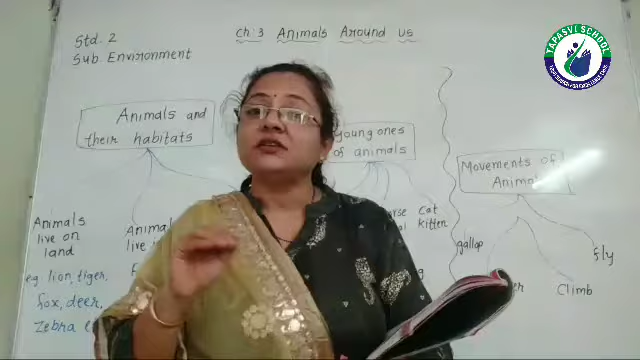 Std. 2
Sub. Environment
Ch: 3 Animals Around us
TAPASVI SCHOOL
Animals and
their habitats
young ones
of animals
Movements of
Animals
live on
land
eg. lion, tiger,
fox, deer,
Zebra
Cat
kitten
gallop
Climb
fly